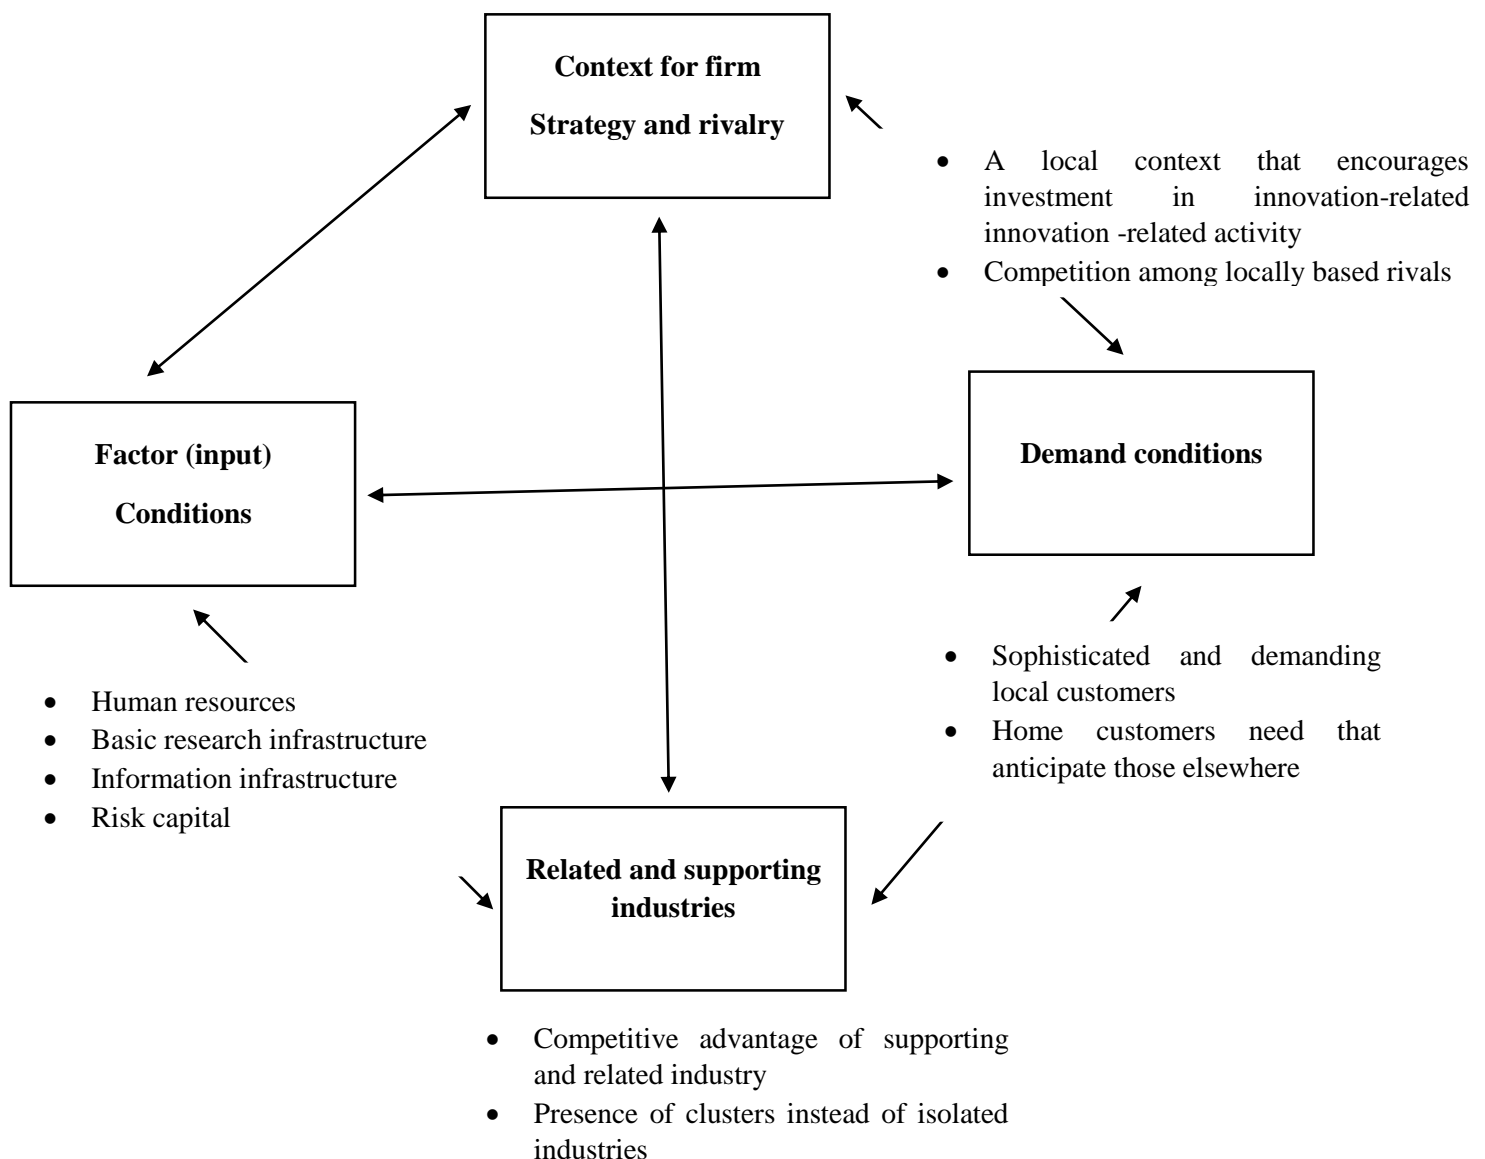 Context for firm
Strategy and rivalry
• A local context that encourages
investment in innovation-related
innovation -related activity
• Competition among locally based rivals
Factor (input)
Conditions
Demand conditions
• Human resources
• Basic research infrastructure
• Information infrastructure
• Risk capital
• Sophisticated and demanding
local customers
• Home customers need that
anticipate those elsewhere
Related and supporting
industries
• Competitive advantage of supporting
and related industry
• Presence of clusters instead of isolated
industries